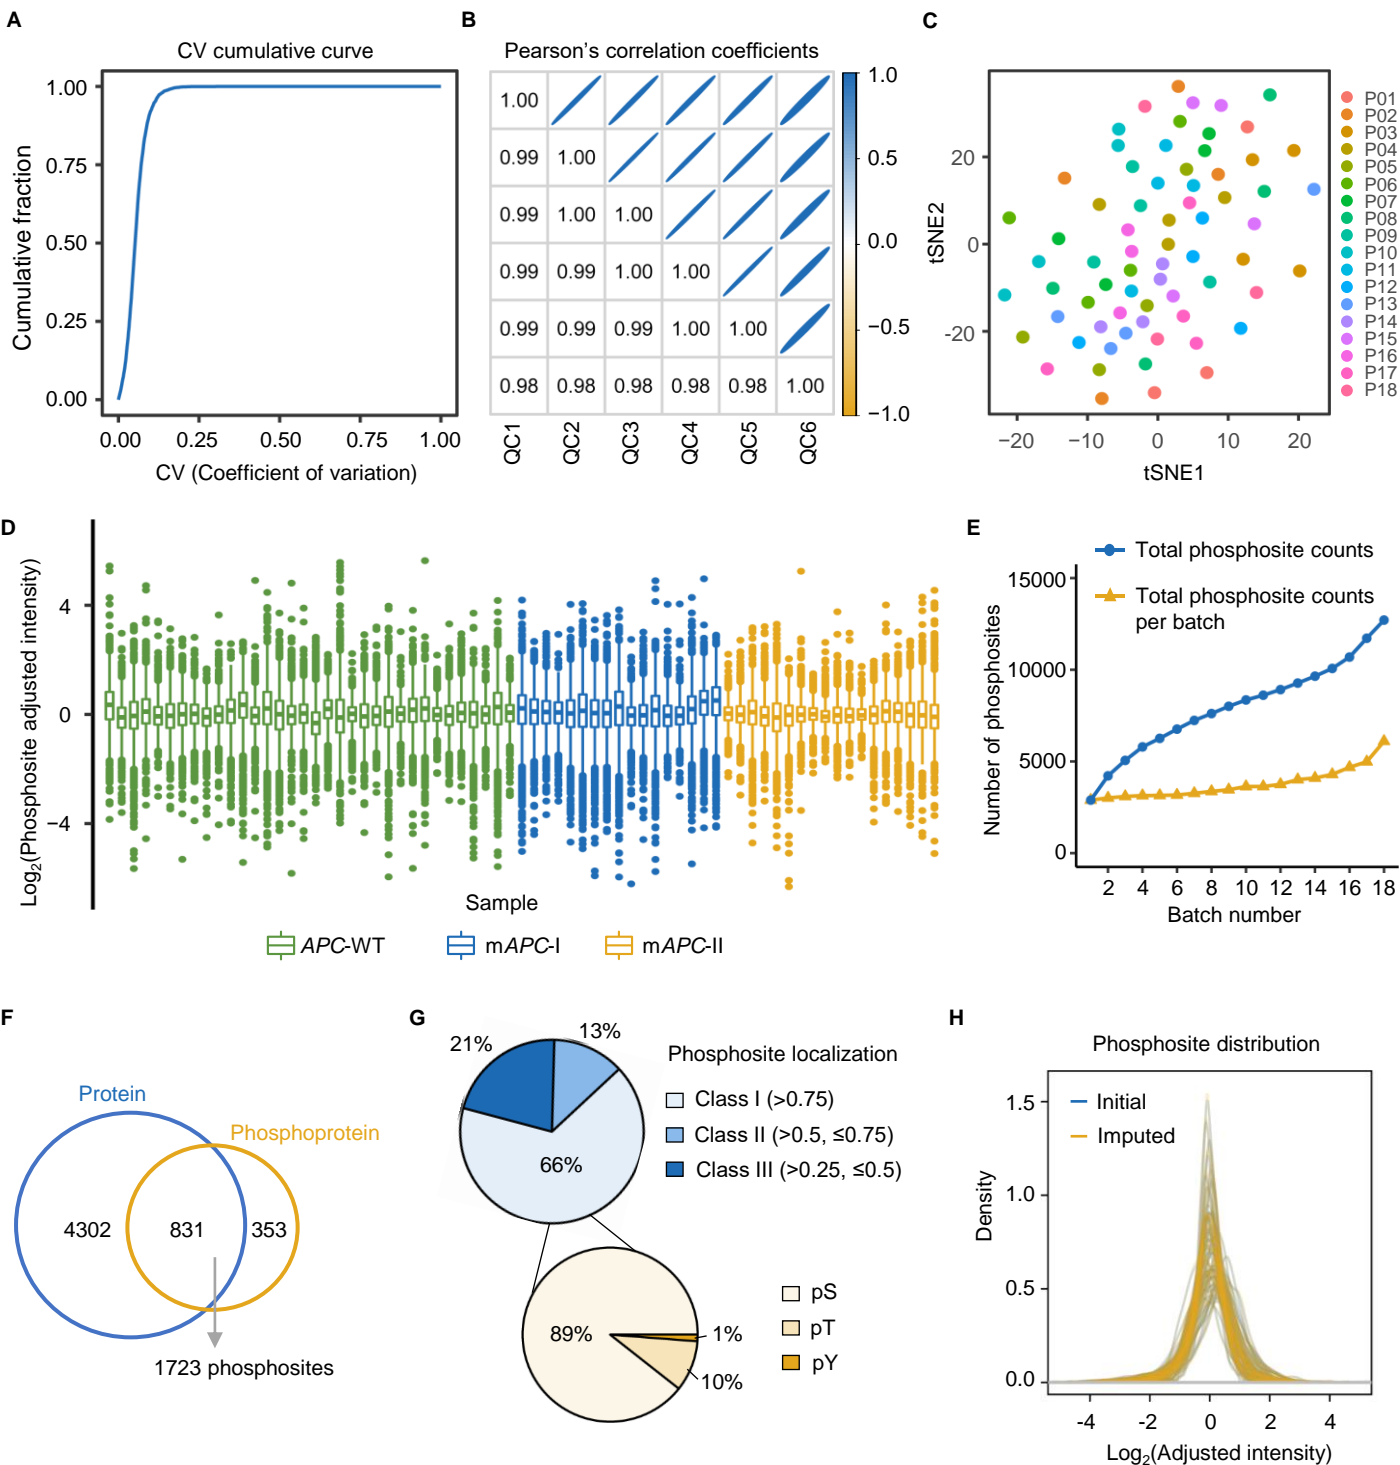 A
CV cumulative curve
1.00
0.75
0.50
0.25
0.00
Cumulative fraction
0.00 0.25 0.50 0.75 1.00
CV (Coefficient of variation)
B
Pearson's correlation coefficients
1.00
0.99 1.00
0.99 1.00 1.00
0.99 0.99 1.00 1.00
0.99 0.99 0.99 1.00 1.00
0.98 0.98 0.98 0.98 0.98 1.00
QC1 QC2 QC3 QC4 QC5 QC6
1.0
0.5
0.0
−0.5
−1.0
C
20
0
-20
tSNE2
−20 −10 0 10 20
tSNE1
P01
P02
P03
P04
P05
P06
P07
P08
P09
P10
P11
P12
P13
P14
P15
P16
P17
P18
D
Log2(Phosphosite adjusted intensity)
4
0
−4
Sample
APC-WT mAPC-I mAPC-II
E
Total phosphosite counts
Total phosphosite counts
per batch
15000
10000
5000
0
Number of phosphosites
2 4 6 8 10 12 14 16 18
Batch number
F
Protein
Phosphoprotein
4302 831 353
1723 phosphosites
G
21% 13%
66%
Phosphosite localization
Class I (>0.75)
Class II (>0.5, ≤0.75)
Class III (>0.25, ≤0.5)
89%
1%
10%
pS
pT
pY
H
Phosphosite distribution
Initial
Imputed
1.5
1.0
0.5
0.0
Density
-4 -2 0 2 4
Log2(Adjusted intensity)